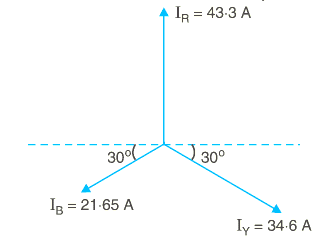 I_R = 43·3 A
30° 30°
I_B = 21·65 A
I_Y = 34·6 A